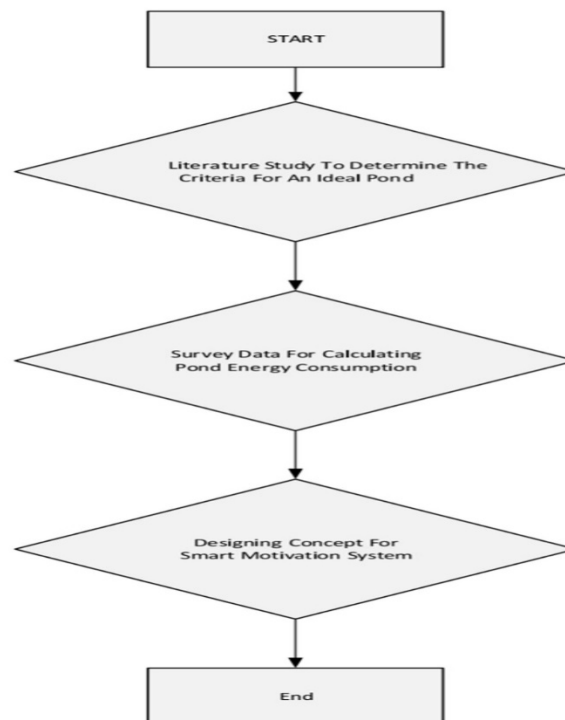 START
Literature Study To Determine The
Criteria For An Ideal Pond
Survey Data For Calculating
Pond Energy Consumption
Designing Concept For
Smart Motivation System
End